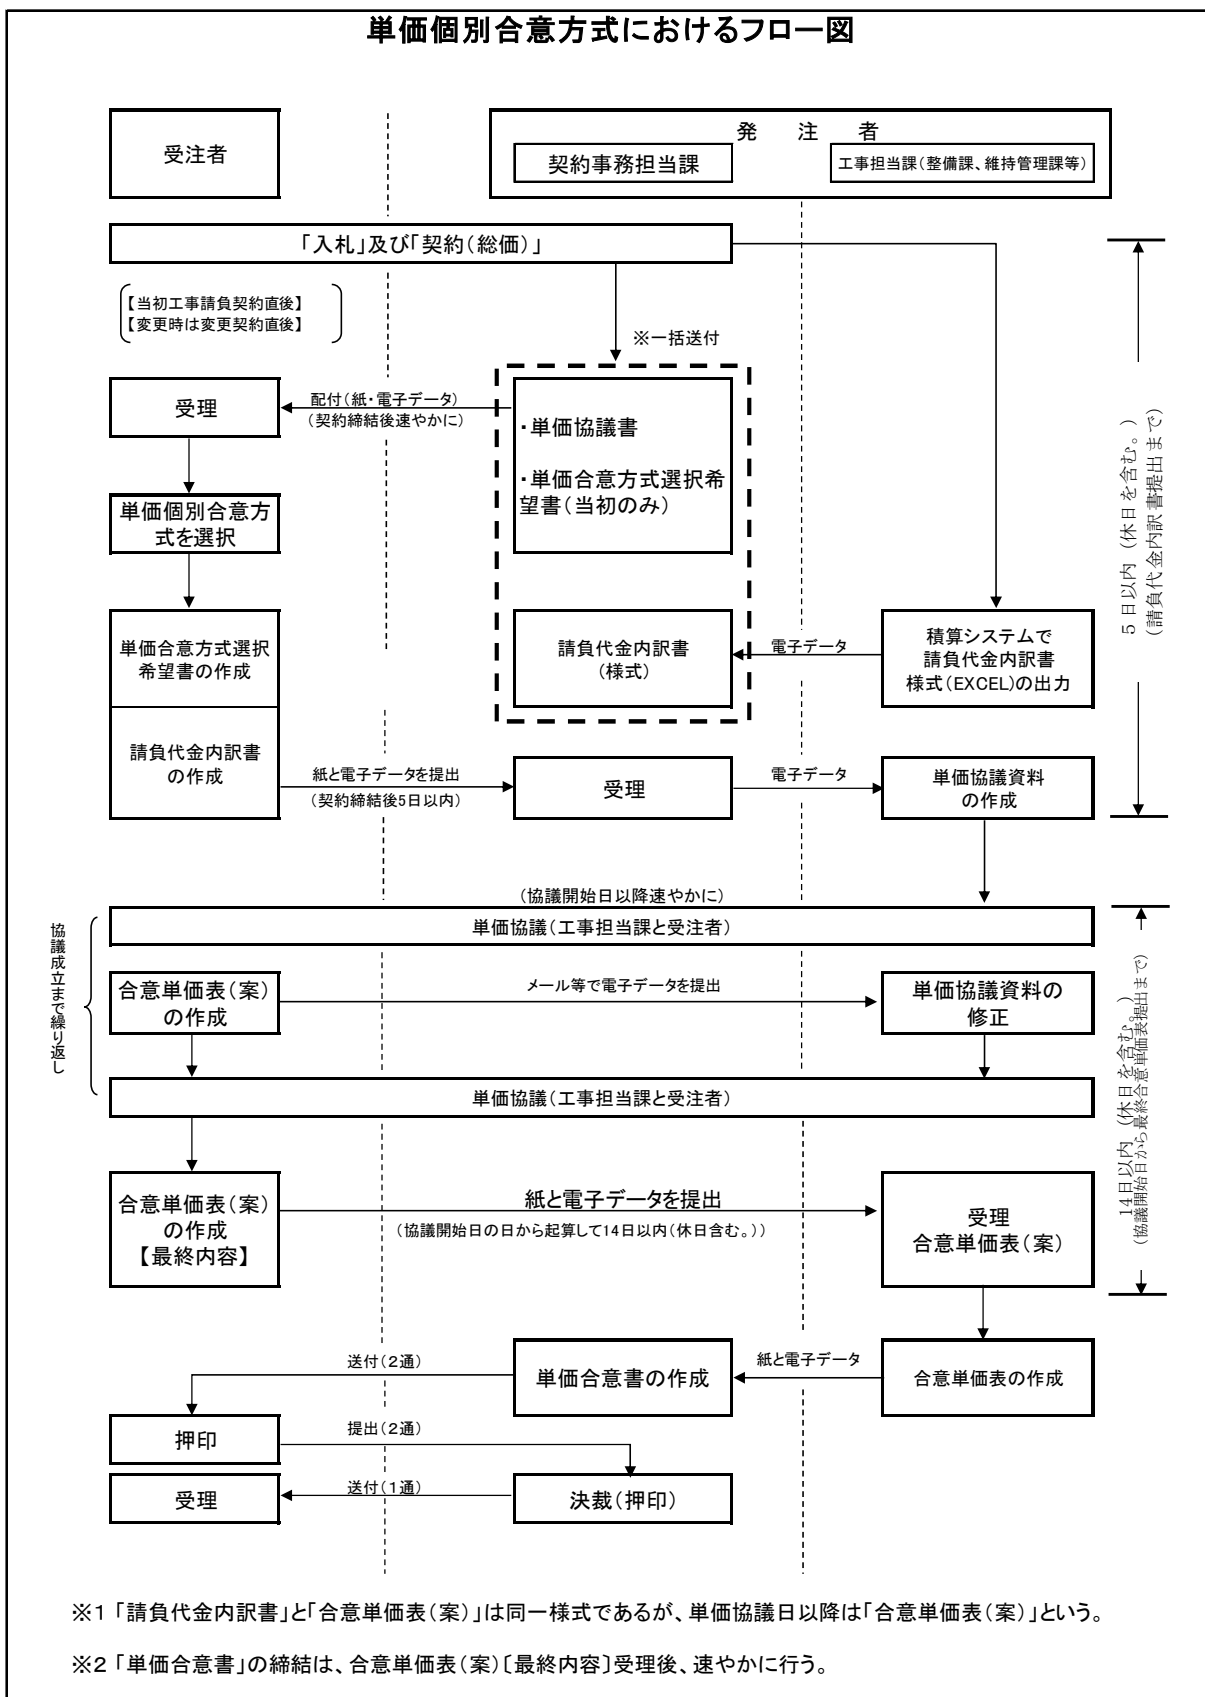 単価個別合意方式におけるフロー図
受注者
発　注　者
契約事務担当課
工事担当課（整備課、維持管理課等）
「入札」及び「契約（総価）」
【当初工事請負契約直後】
【変更時は変更契約直後】
※一括送付
受理
配付（紙・電子データ）
（契約締結後速やかに）
・単価協議書
・単価合意方式選択希
望書（当初のみ）
単価個別合意方
式を選択
5日以内（休日を含む。）
（請負代金内訳書提出まで）
単価合意方式選択
希望書の作成
請負代金内訳書
（様式）
電子データ
積算システムで
請負代金内訳書
様式（EXCEL）の出力
請負代金内訳書
の作成
紙と電子データを提出
（契約締結後5日以内）
受理
電子データ
単価協議資料
の作成
（協議開始日以降速やかに）
単価協議（工事担当課と受注者）
協議成立まで繰り返し
合意単価表（案）
の作成
メール等で電子データを提出
単価協議資料の
修正
単価協議（工事担当課と受注者）
14日以内（休日を含む。）
（協議開始日から最終合意単価表提出まで）
合意単価表（案）
の作成
【最終内容】
紙と電子データを提出
（協議開始日の日から起算して14日以内（休日含む。））
受理
合意単価表（案）
送付（2通）
単価合意書の作成
紙と電子データ
合意単価表の作成
押印
提出（２通）
受理
送付（１通）
決裁（押印）
※1 「請負代金内訳書」と「合意単価表（案）」は同一様式であるが、単価協議日以降は「合意単価表（案）」という。
※2 「単価合意書」の締結は、合意単価表（案）〔最終内容〕受理後、速やかに行う。